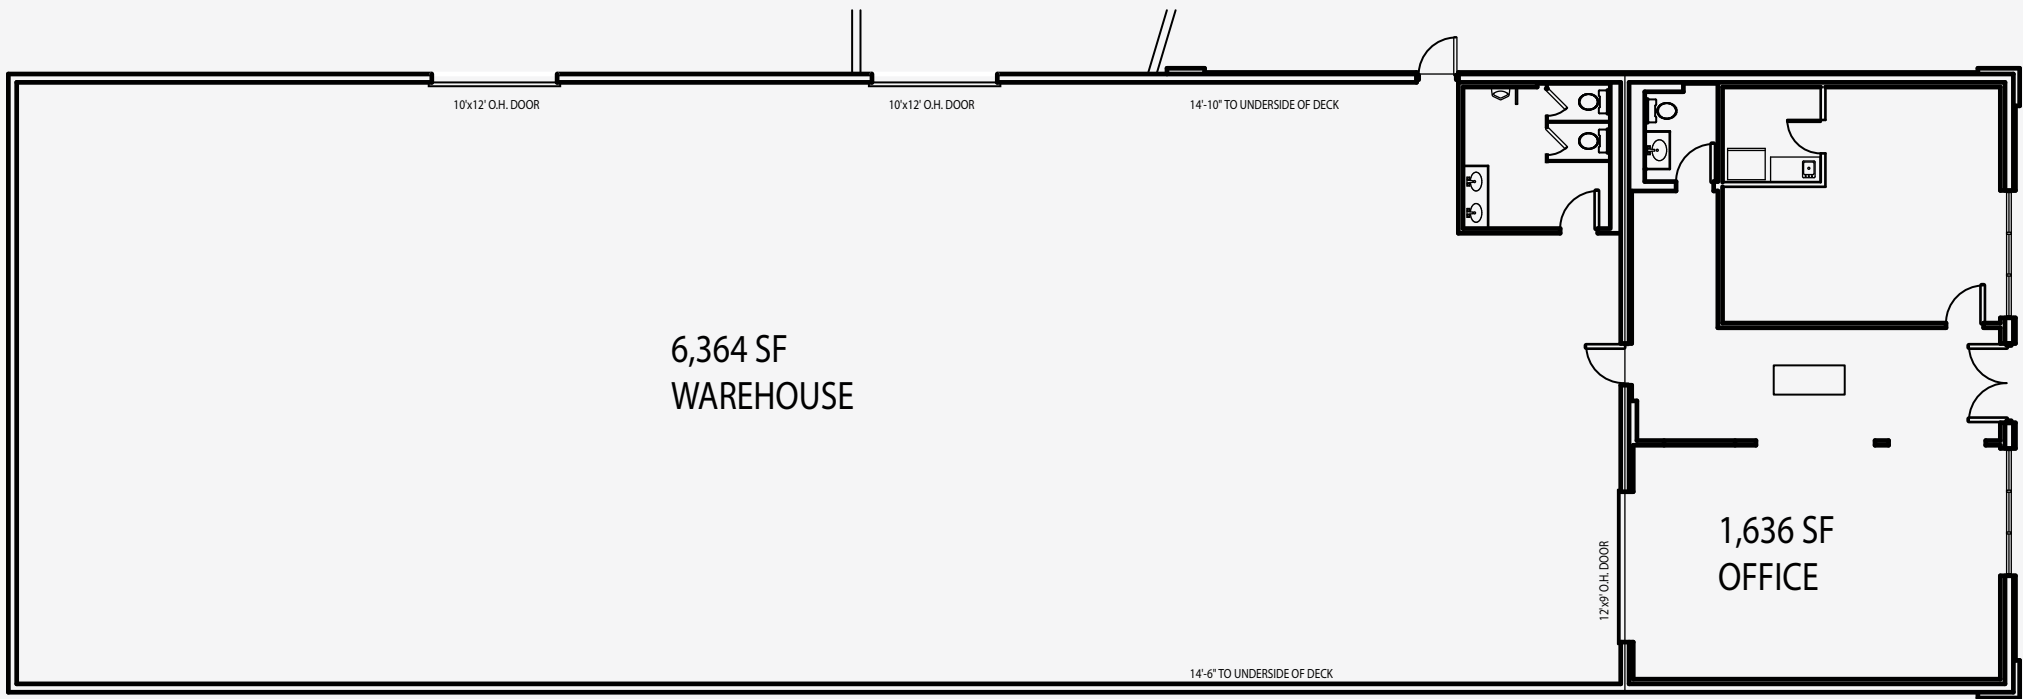 10'x12' O.H. DOOR
10'x12' O.H. DOOR
14'-10" TO UNDERSIDE OF DECK
6,364 SF
WAREHOUSE
1,636 SF
OFFICE
12'x9' O.H. DOOR
14'-6" TO UNDERSIDE OF DECK